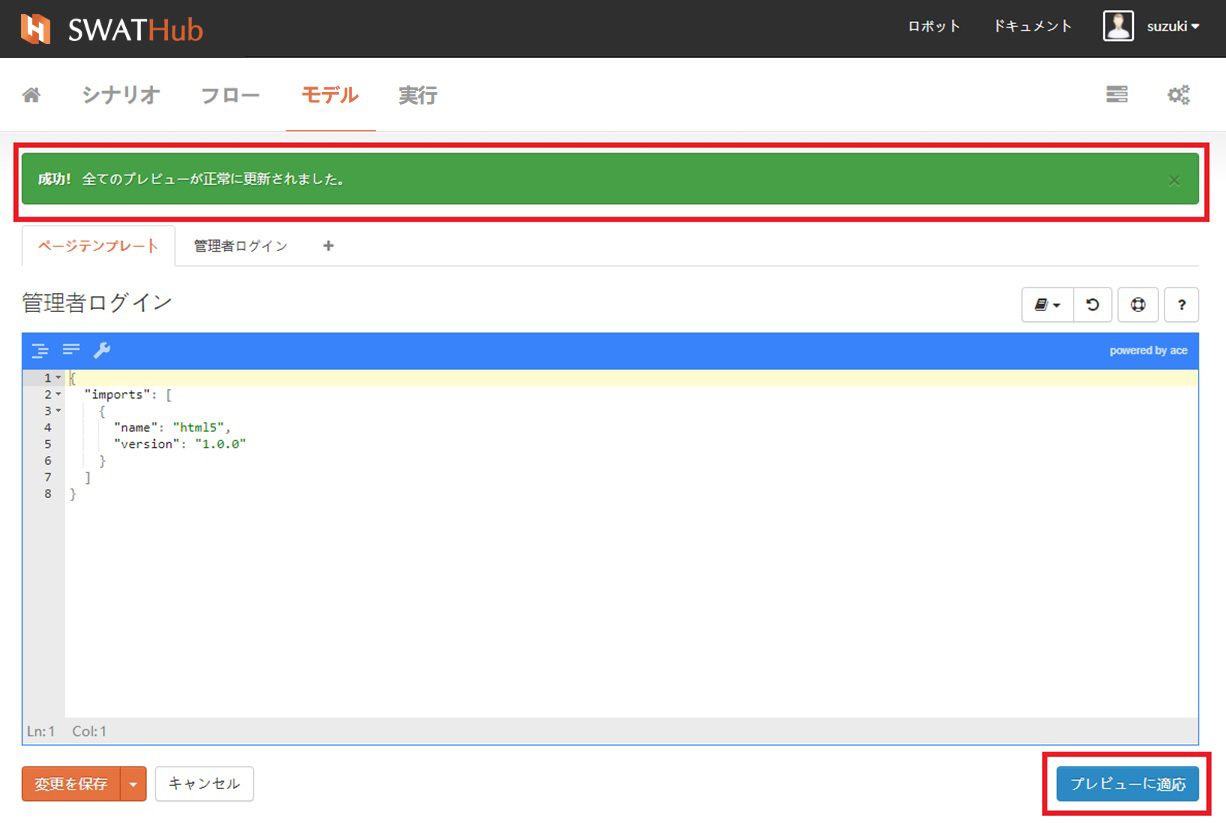 SWATHub
ロボット ドキュメント suzuki
シナリオ フロー モデル 実行
成功! 全てのプレビューが正常に更新されました。 ×
ページテンプレート 管理者ログイン +
管理者ログイン ?
powered by ace
1 {
2 "imports": [
3 {
4 "name": "html5",
5 "version": "1.0.0"
6 }
7 ]
8 }
Ln: 1 Col: 1
変更を保存 キャンセル プレビューに適応